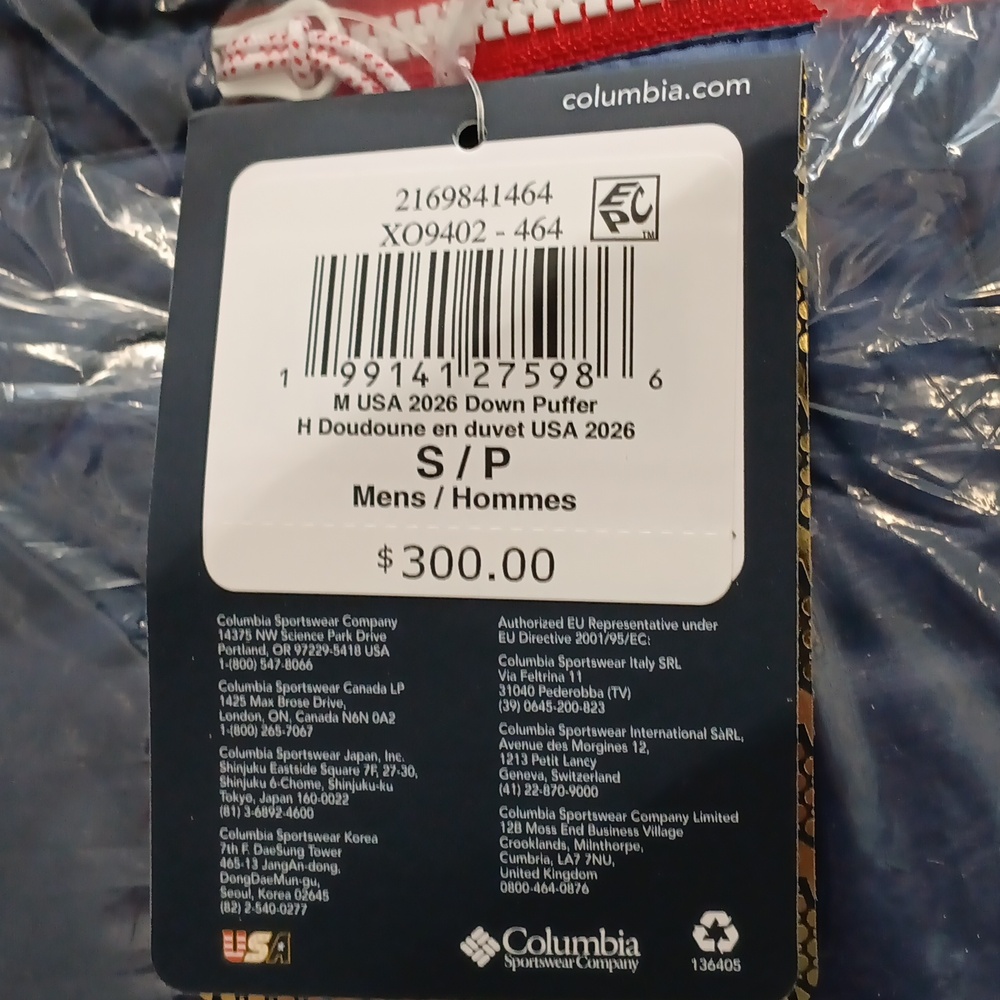 columbia.com
2169841464
XO9402 - 464
EPC
TM
1 99141 27598 6
M USA 2026 Down Puffer
H Doudoune en duvet USA 2026
S / P
Mens / Hommes
$300.00
Columbia Sportswear Company
14375 NW Science Park Drive
Portland, OR 97229-5418 USA
1-(800) 547-8066
Columbia Sportswear Canada LP
1425 Max Brose Drive,
London, ON, Canada N6N 0A2
1-(800) 265-7067
Columbia Sportswear Japan, Inc.
Shinjuku Eastside Square 7F, 27-30,
Shinjuku 6-Chome, Shinjuku-ku
Tokyo, Japan 160-0022
(81) 3-6892-4600
Columbia Sportswear Korea
7th F. DaeSung Tower
465-13 JangAn-dong,
DongDaeMun-gu,
Seoul, Korea 02645
(82) 2-540-0277
Authorized EU Representative under
EU Directive 2001/95/EC:
Columbia Sportswear Italy SRL
Via Feltrina 11
31040 Pederobba (TV)
(39) 0645-200-823
Columbia Sportswear International SàRL,
Avenue des Morgines 12,
1213 Petit Lancy
Geneva, Switzerland
(41) 22-870-9000
Columbia Sportswear Company Limited
12B Moss End Business Village
Crooklands, Milnthorpe,
Cumbria, LA7 7NU,
United Kingdom
0800-464-0876
USA
Columbia
Sportswear Company
136405